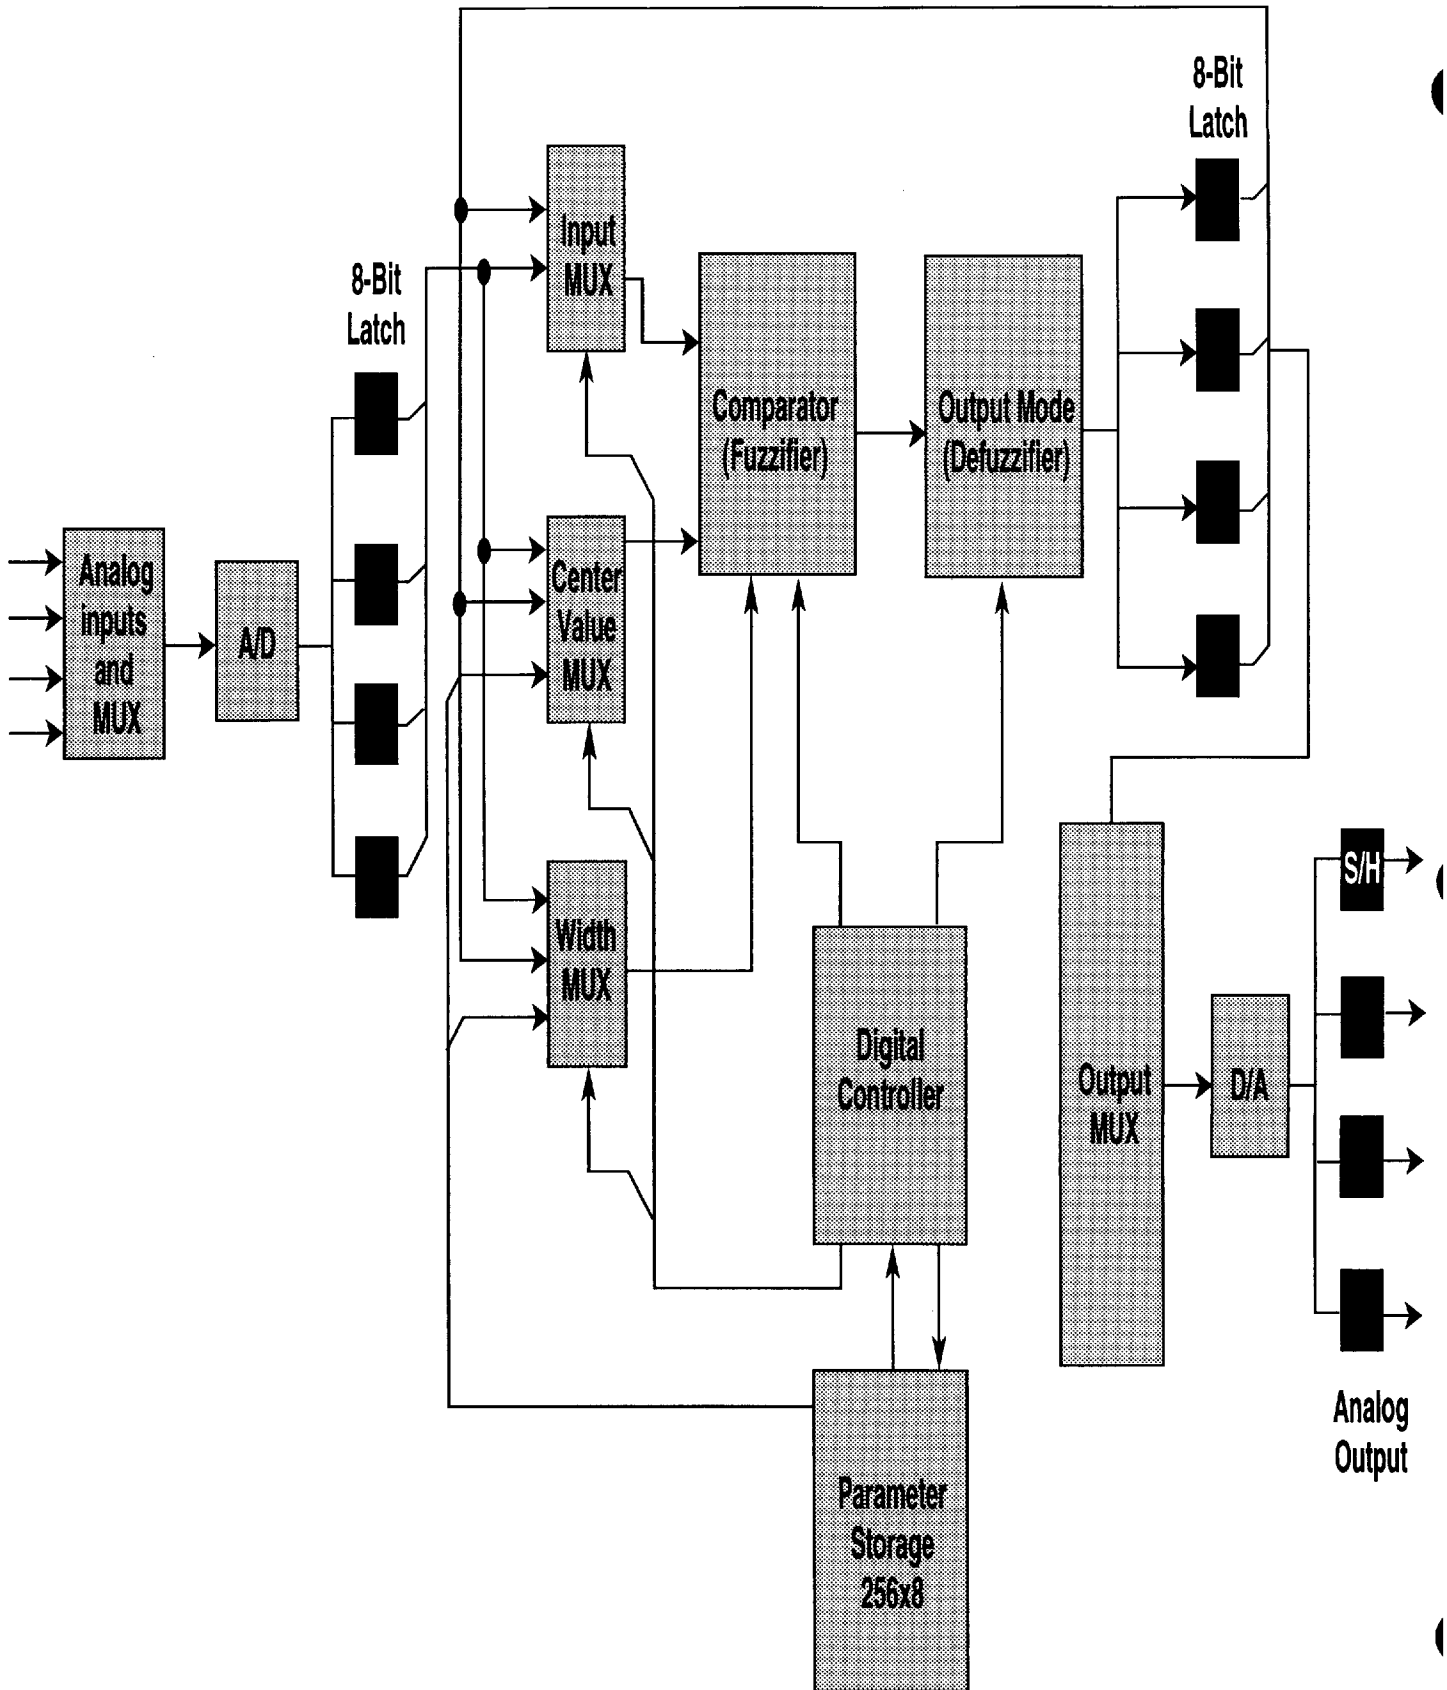 8-Bit
Latch
Input
MUX
8-Bit
Latch
Comparator
(Fuzzifier)
Output Mode
(Defuzzifier)
Analog
inputs
and
MUX
A/D
Center
Value
MUX
Width
MUX
Digital
Controller
Output
MUX
D/A
S/H
Analog
Output
Parameter
Storage
256x8